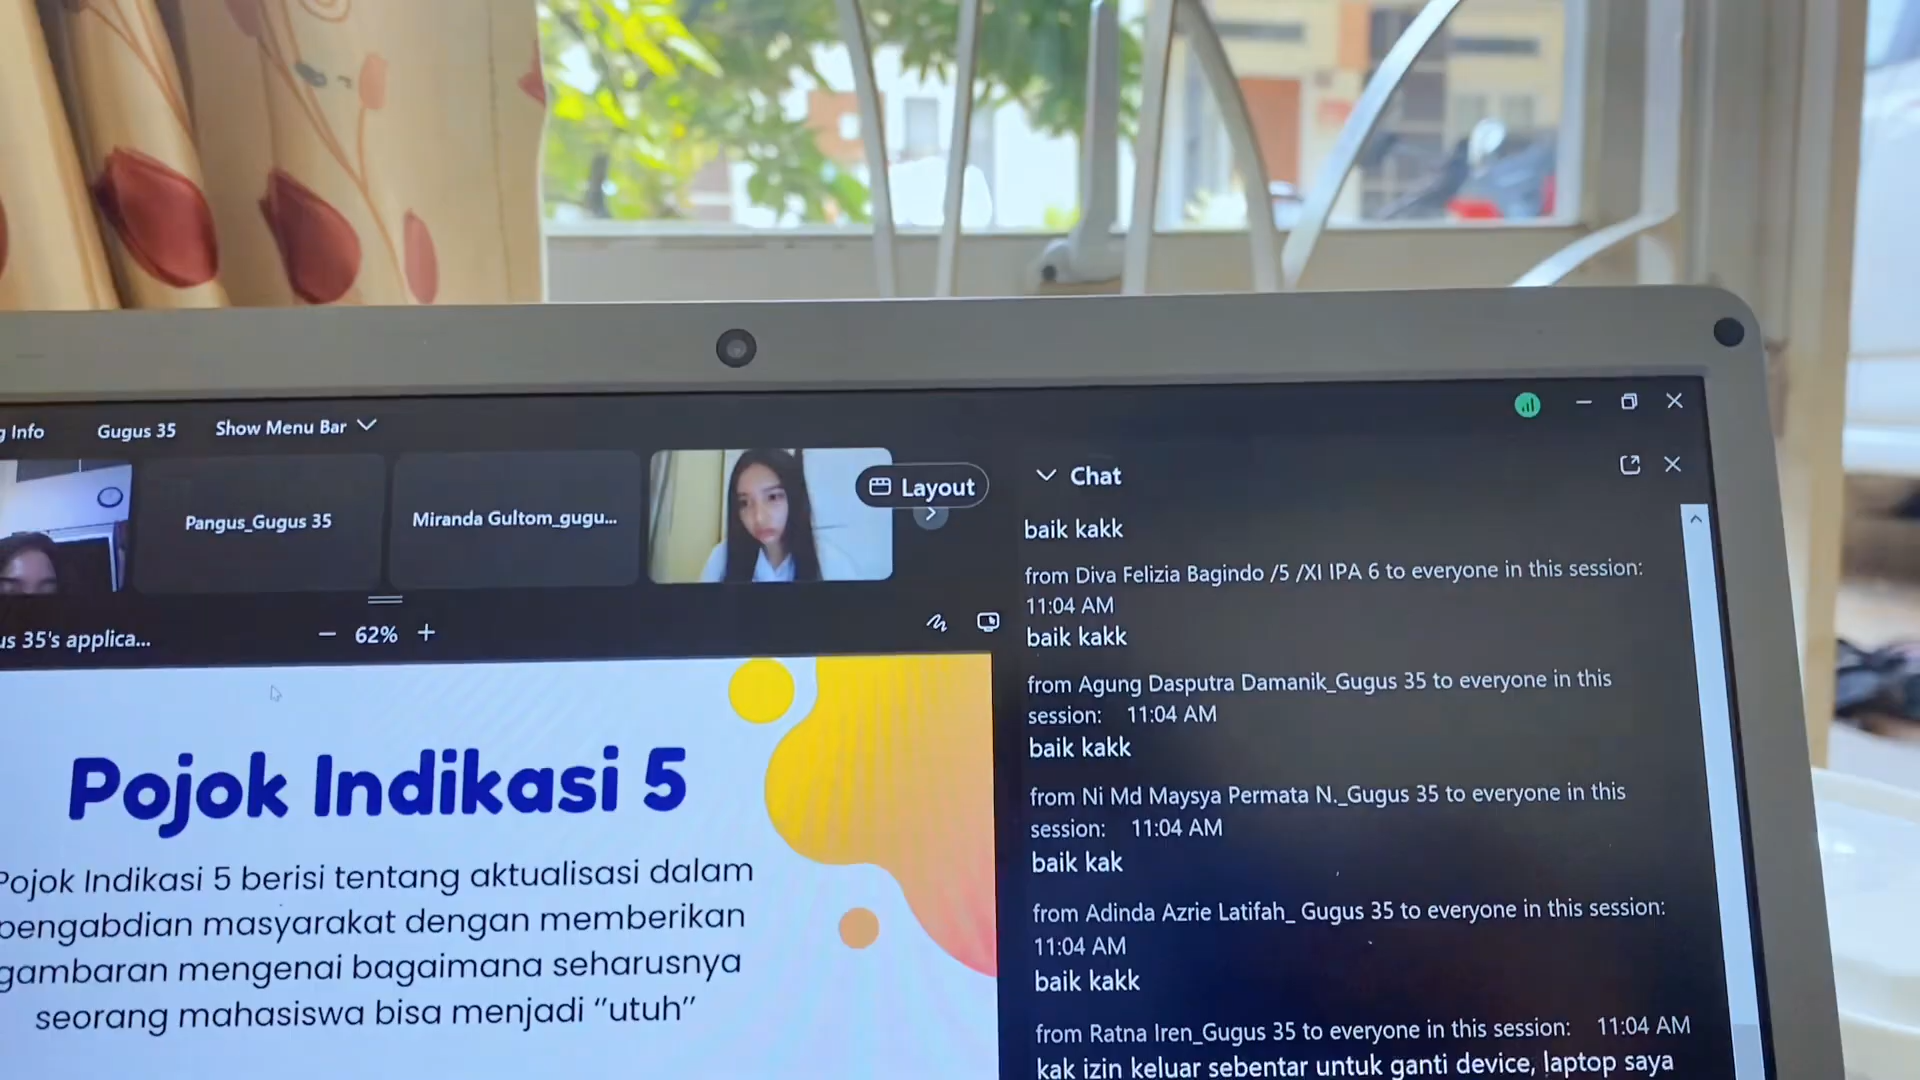 g Info
Gugus 35
Show Menu Bar
Pangus_Gugus 35
Miranda Gultom_gugu...
Layout
us 35's applica...
62%
Pojok Indikasi 5
Pojok Indikasi 5 berisi tentang aktualisasi dalam
pengabdian masyarakat dengan memberikan
gambaran mengenai bagaimana seharusnya
seorang mahasiswa bisa menjadi "utuh"
Chat
baik kakk
from Diva Felizia Bagindo /5 /XI IPA 6 to everyone in this session:
11:04 AM
baik kakk
from Agung Dasputra Damanik_Gugus 35 to everyone in this
session: 11:04 AM
baik kakk
from Ni Md Maysya Permata N._Gugus 35 to everyone in this
session: 11:04 AM
baik kak
from Adinda Azrie Latifah_ Gugus 35 to everyone in this session:
11:04 AM
baik kakk
from Ratna Iren_Gugus 35 to everyone in this session: 11:04 AM
kak izin keluar sebentar untuk ganti device, laptop saya